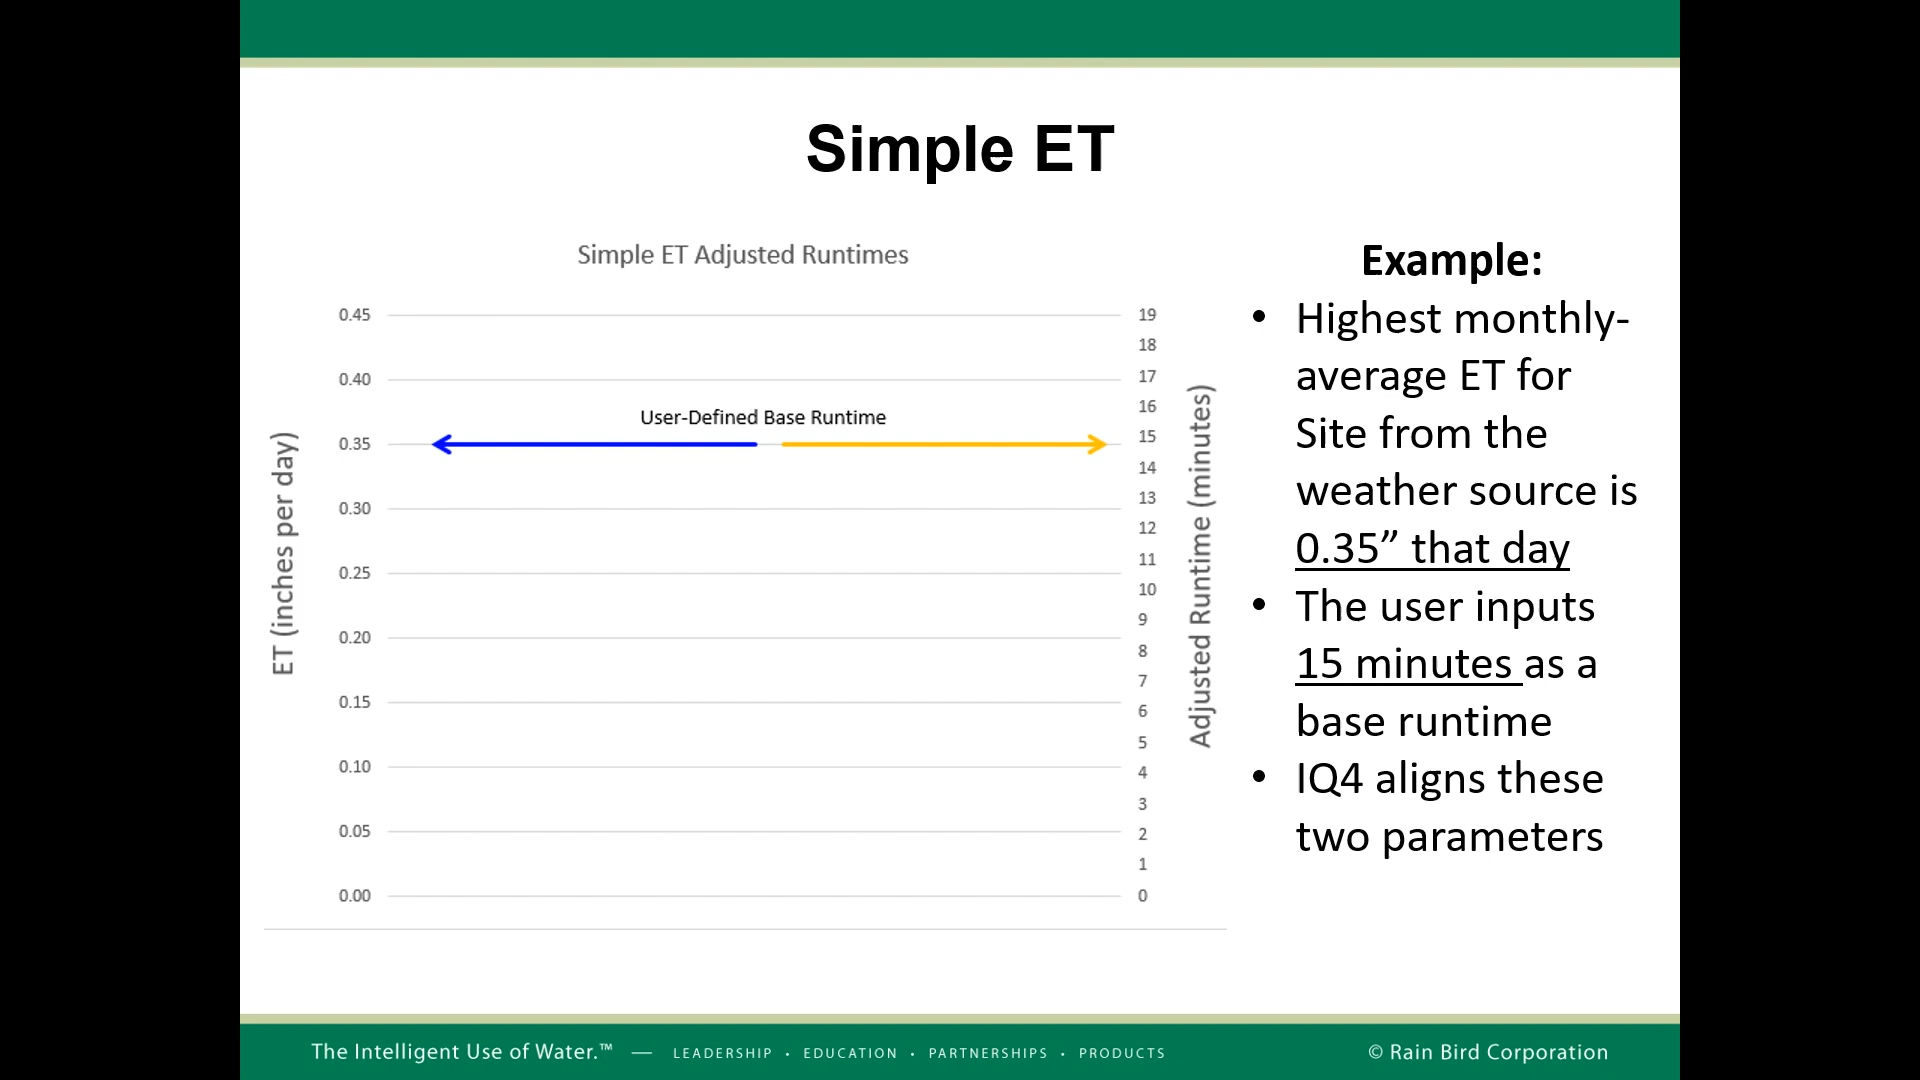 Simple ET
Simple ET Adjusted Runtimes
ET (inches per day)
0.45
0.40
0.35
0.30
0.25
0.20
0.15
0.10
0.05
0.00
User-Defined Base Runtime
19
18
17
16
15
14
13
12
11
10
9
8
7
6
5
4
3
2
1
0
Adjusted Runtime (minutes)
Example:
• Highest monthly-
average ET for
Site from the
weather source is
0.35” that day
• The user inputs
15 minutes as a
base runtime
• IQ4 aligns these
two parameters
The Intelligent Use of Water.™ — LEADERSHIP • EDUCATION • PARTNERSHIPS • PRODUCTS
© Rain Bird Corporation